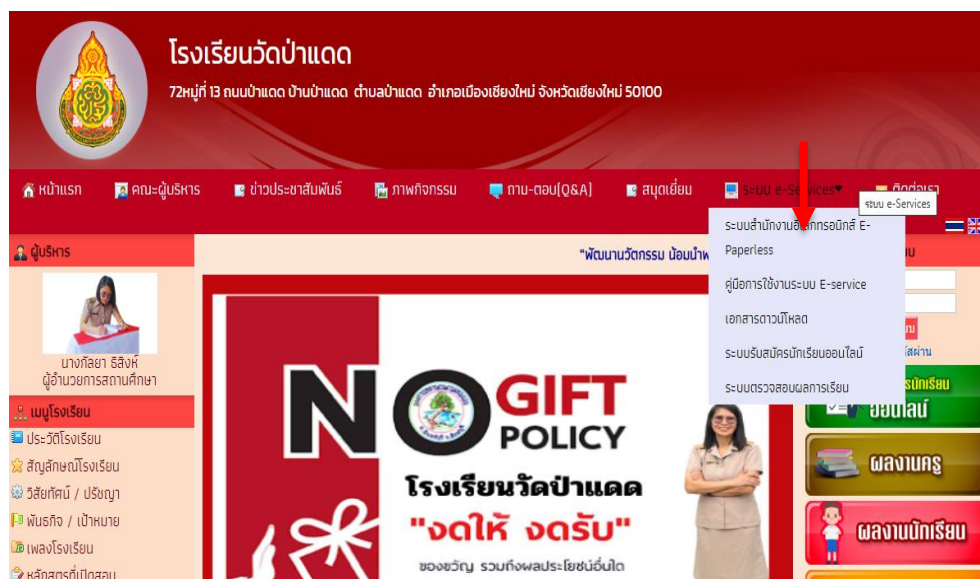 โรงเรียนวัดป่าแดด
72หมู่ที่ 13 ถนนป่าแดด บ้านป่าแดด ตำบลป่าแดด อำเภอเมืองเชียงใหม่ จังหวัดเชียงใหม่ 50100
หน้าแรก คณะผู้บริหาร ข่าวประชาสัมพันธ์ ภาพกิจกรรม ถาม-ตอบ[Q&A] สมุดเยี่ยม ระบบ e-Services ติดต่อเรา
ระบบ e-Services
ระบบสำนักงานอิเล็กทรอนิกส์ E-
Paperless
คู่มือการใช้งานระบบ E-service
เอกสารดาวน์โหลด
ระบบรับสมัครนักเรียนออนไลน์
ระบบตรวจสอบผลการเรียน
ผู้บริหาร
นางกัลยา ธิสิงห์
ผู้อำนวยการสถานศึกษา
เมนูโรงเรียน
ประวัติโรงเรียน
สัญลักษณ์โรงเรียน
วิสัยทัศน์ / ปรัชญา
พันธกิจ / เป้าหมาย
เพลงโรงเรียน
หลักสูตรที่เปิดสอน
"พัฒนานวัตกรรม น้อมนำ
NO GIFT
POLICY
โรงเรียนวัดป่าแดด
"งดให้ งดรับ"
ของขวัญ รวมถึงผลประโยชน์อื่นใด
ออนไลน์
ผลงานครู
ผลงานนักเรียน